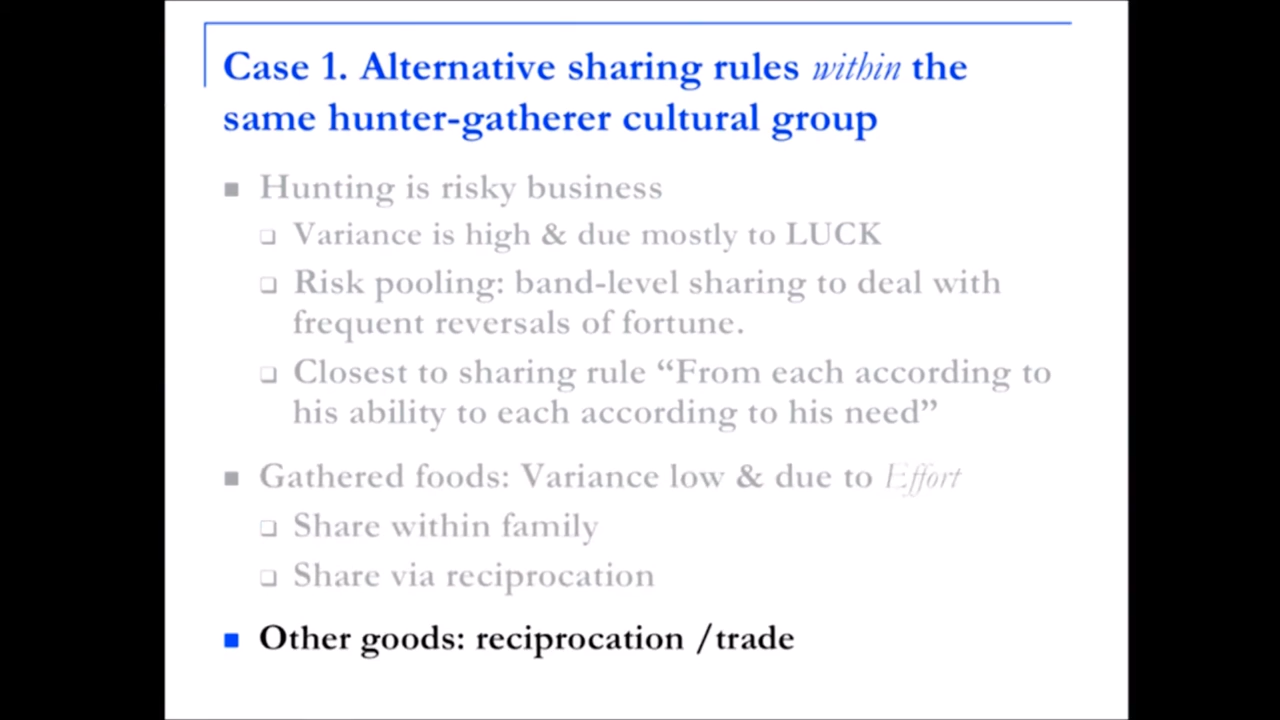 Case 1. Alternative sharing rules within the
same hunter-gatherer cultural group
Hunting is risky business
Variance is high & due mostly to LUCK
Risk pooling: band-level sharing to deal with
frequent reversals of fortune.
Closest to sharing rule “From each according to
his ability to each according to his need”
Gathered foods: Variance low & due to Effort
Share within family
Share via reciprocation
Other goods: reciprocation /trade